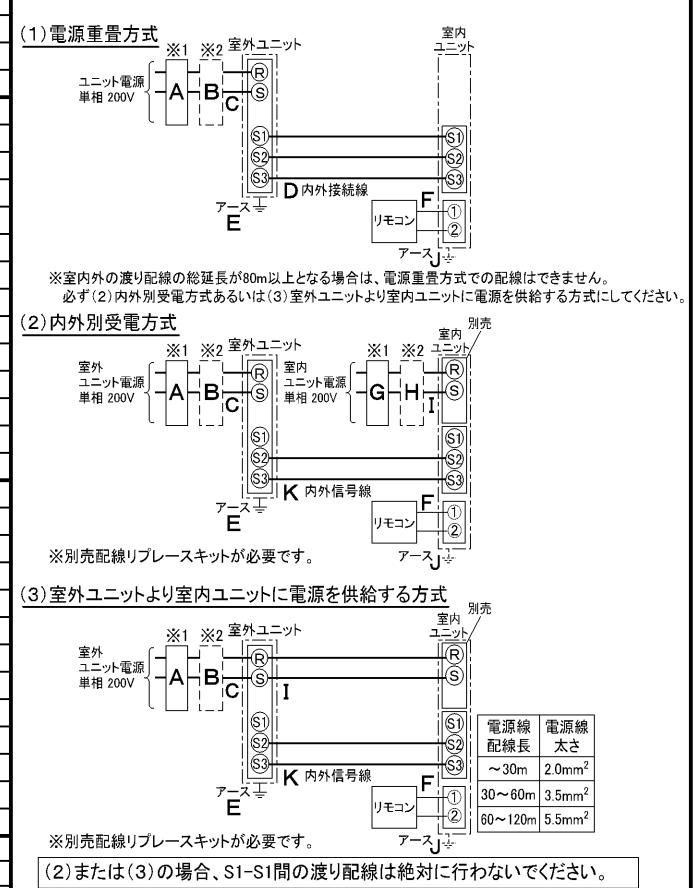 (1)電源重畳方式
※1 ※2 室外ユニット 室内ユニット
ユニット電源
単相 200V
A B C
R
S
S1 S1
S2 S2
S3 S3
D 内外接続線
アース
E
リモコン
F
①
②
アース J
※室内外の渡り配線の総延長が80m以上となる場合は、電源重畳方式での配線はできません。
必ず(2)内外別受電方式あるいは(3)室外ユニットより室内ユニットに電源を供給する方式にしてください。
(2)内外別受電方式
※1 ※2 室外ユニット ※1 ※2 室内ユニット 別売
室外
ユニット電源
単相 200V
A B C
R
S
室内
ユニット電源
単相 200V
G H I
R
S
S1 S1
S2 S2
S3 S3
K 内外信号線
アース
E
リモコン
F
①
②
アース J
※別売配線リプレースキットが必要です。
(3)室外ユニットより室内ユニットに電源を供給する方式
※1 ※2 室外ユニット 室内ユニット 別売
室外
ユニット電源
単相 200V
A B C
R R
S S
I
S1 S1
S2 S2
S3 S3
K 内外信号線
アース
E
リモコン
F
①
②
アース J
電源線配線長 電源線太さ
～30m 2.0mm²
30～60m 3.5mm²
60～120m 5.5mm²
※別売配線リプレースキットが必要です。
(2)または(3)の場合、S1-S1間の渡り配線は絶対に行わないでください。